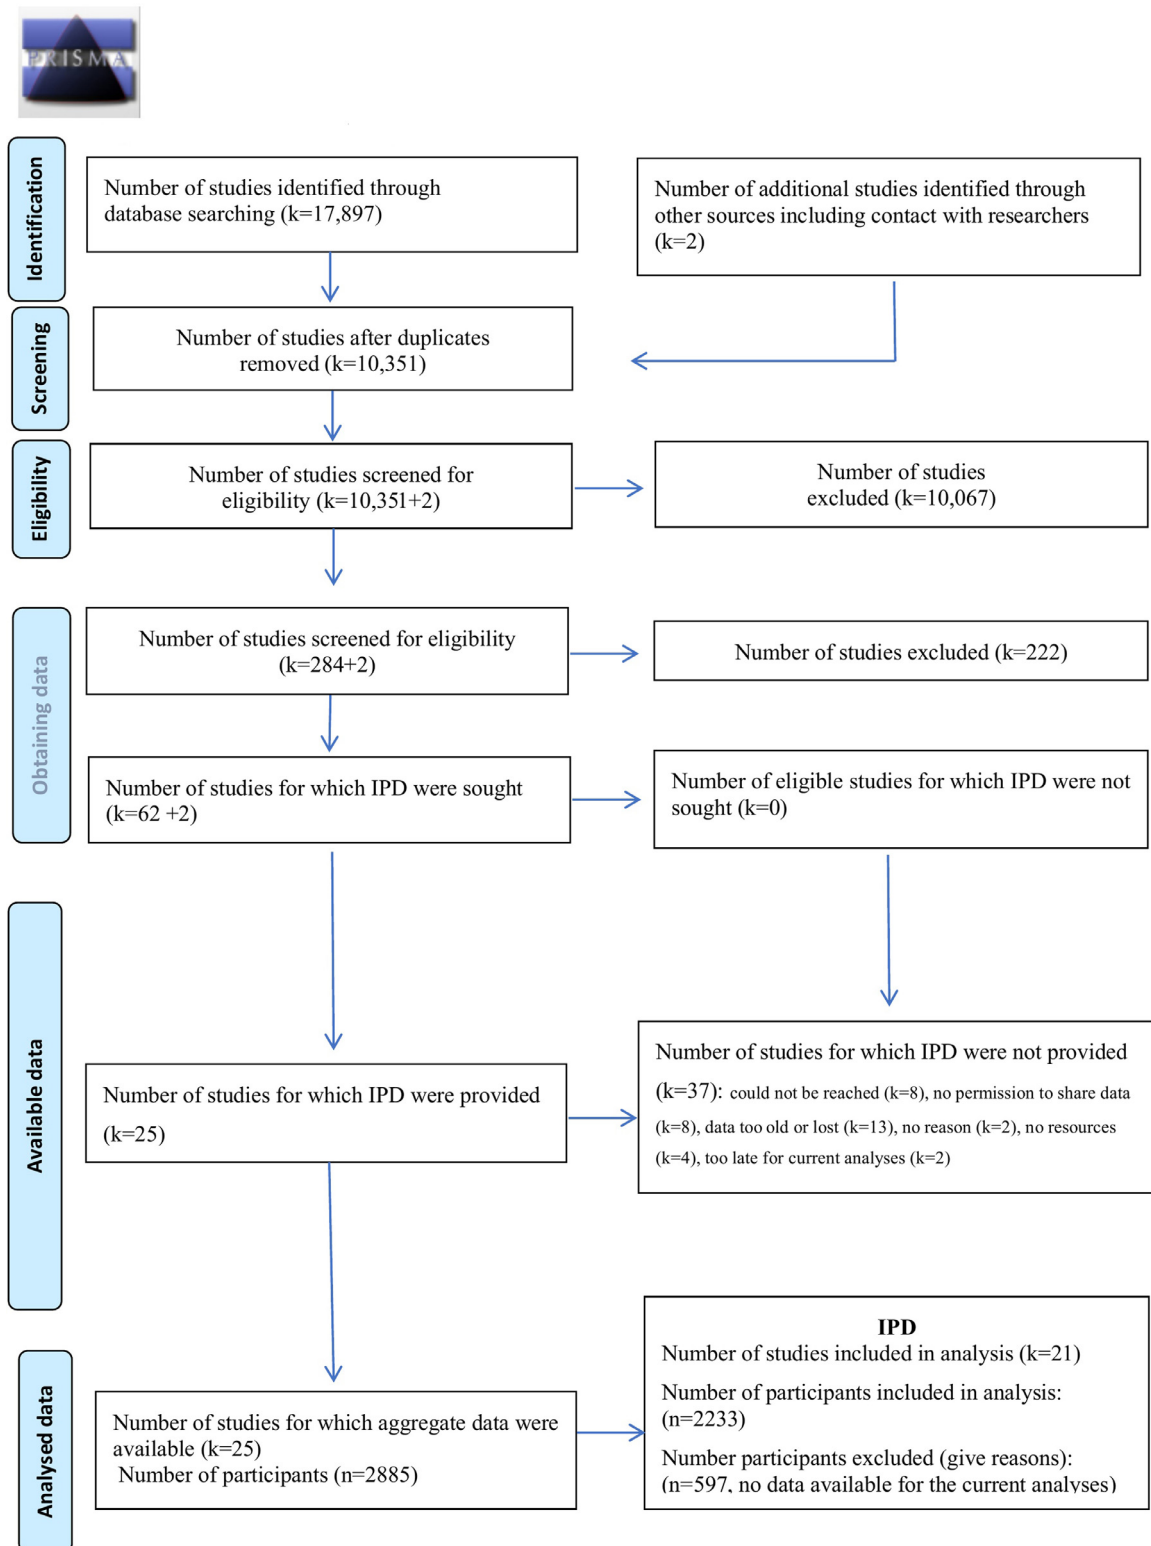 PRISMA
Identification
Number of studies identified through
database searching (k=17,897)
Number of additional studies identified through
other sources including contact with researchers
(k=2)
Screening
Number of studies after duplicates
removed (k=10,351)
Eligibility
Number of studies screened for
eligibility (k=10,351+2)
Number of studies
excluded (k=10,067)
Obtaining data
Number of studies screened for eligibility
(k=284+2)
Number of studies excluded (k=222)
Number of studies for which IPD were sought
(k=62 +2)
Number of eligible studies for which IPD were not
sought (k=0)
Available data
Number of studies for which IPD were provided
(k=25)
Number of studies for which IPD were not provided
(k=37): could not be reached (k=8), no permission to share data
(k=8), data too old or lost (k=13), no reason (k=2), no resources
(k=4), too late for current analyses (k=2)
Analysed data
Number of studies for which aggregate data were
available (k=25)
Number of participants (n=2885)
IPD
Number of studies included in analysis (k=21)
Number of participants included in analysis:
(n=2233)
Number participants excluded (give reasons):
(n=597, no data available for the current analyses)